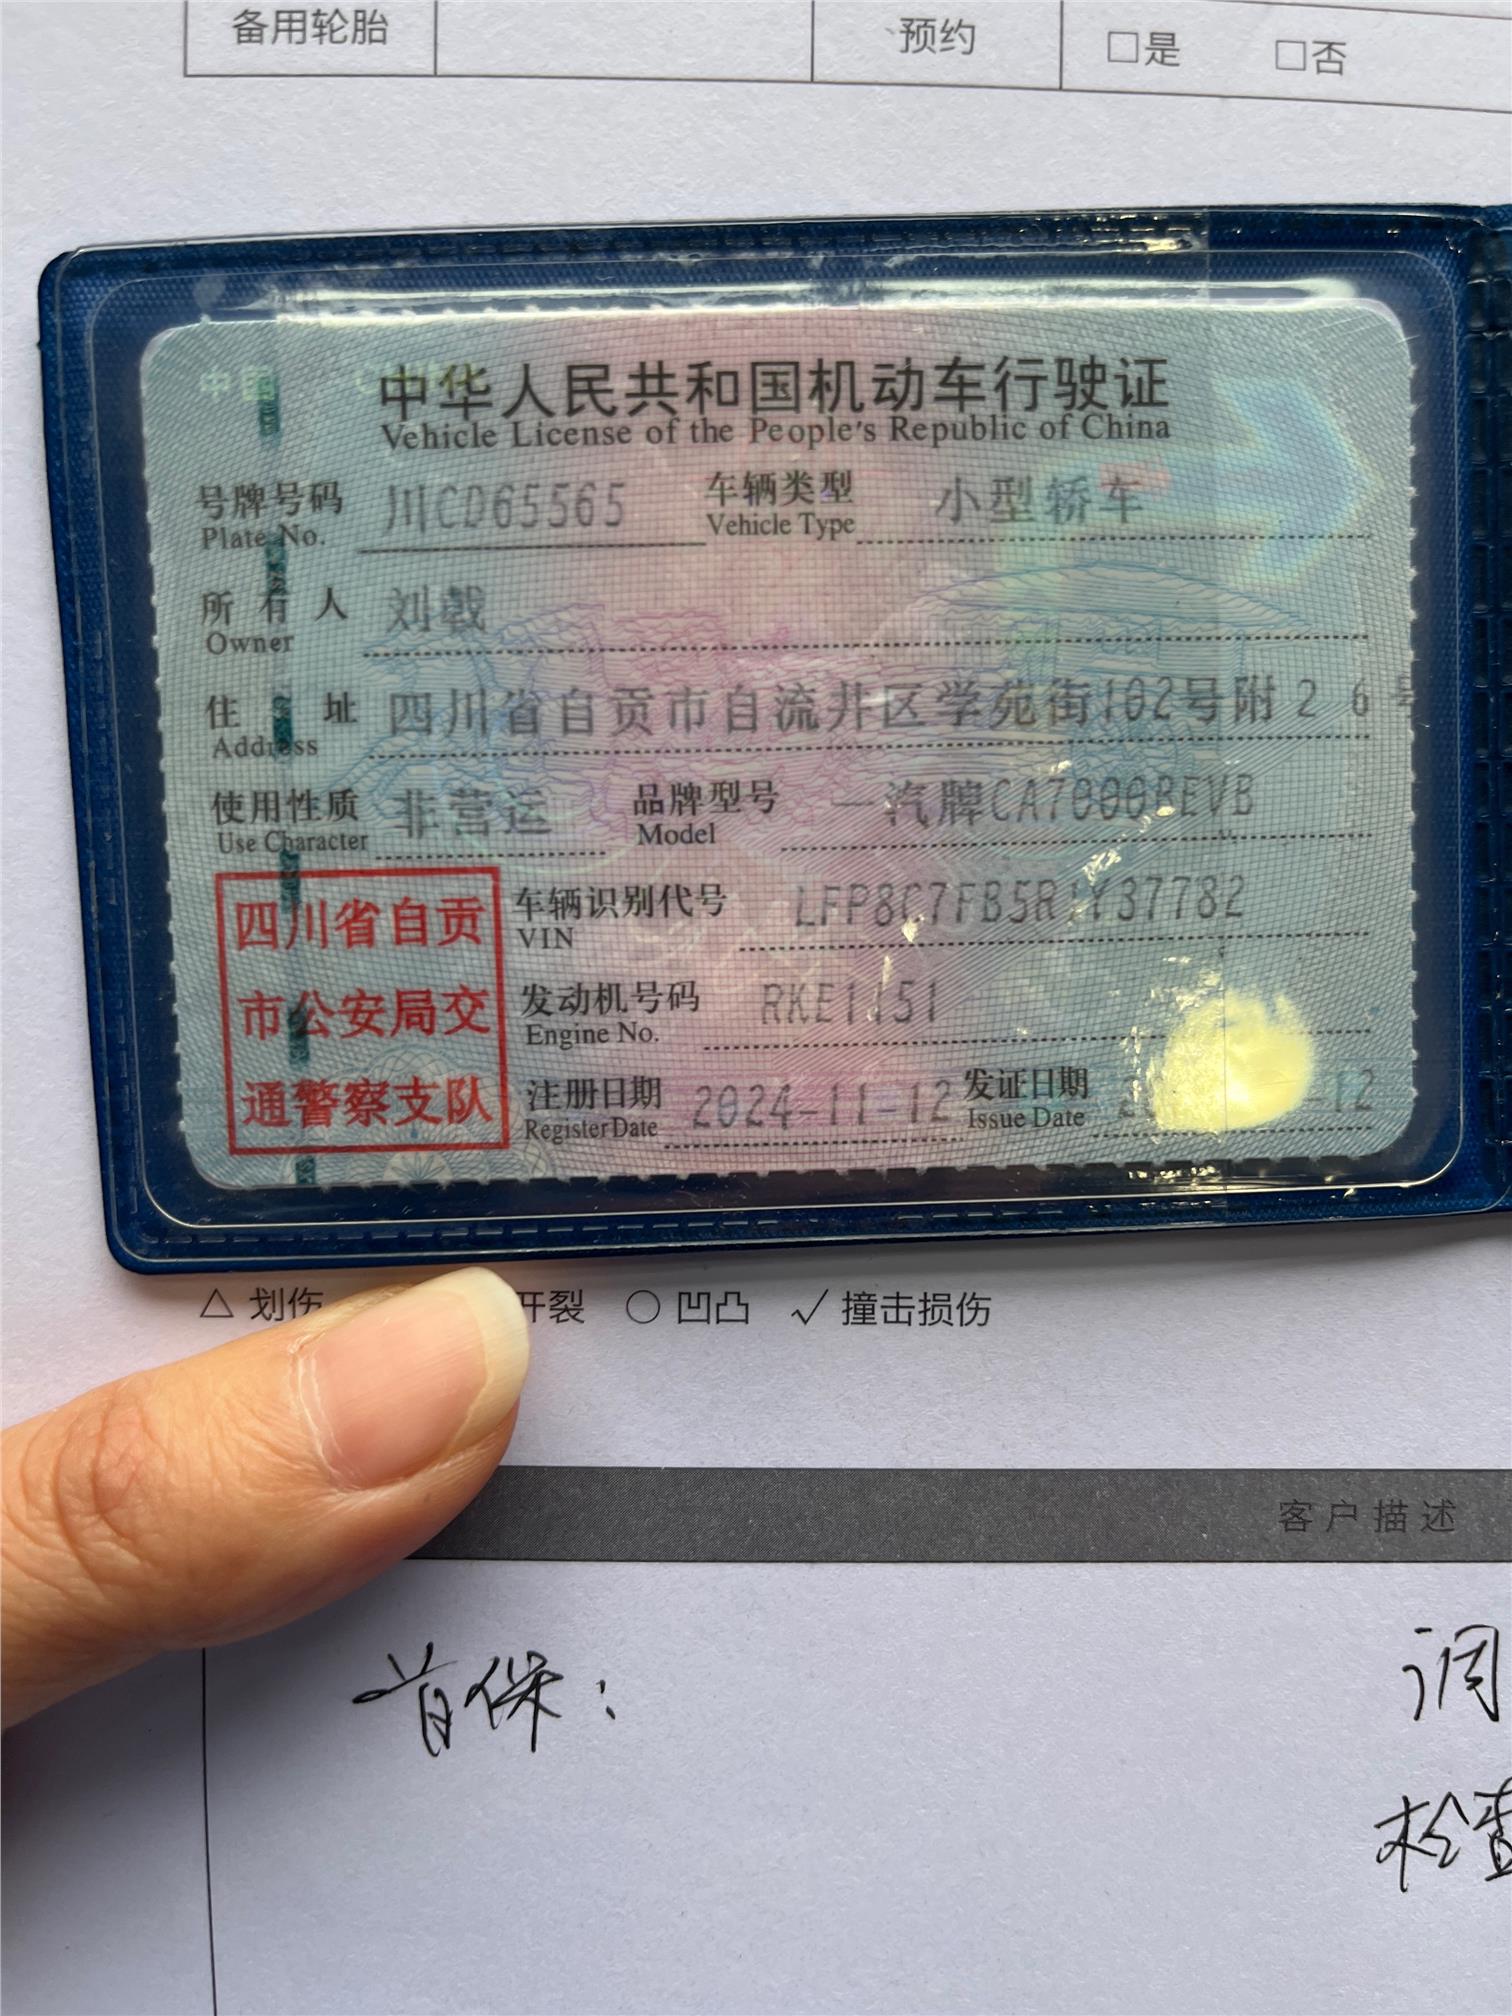 备用轮胎 预约 □是 □否
中华人民共和国机动车行驶证
Vehicle License of the People's Republic of China
号牌号码 川CD65565 车辆类型 小型轿车
Plate No. Vehicle Type
所有人 刘戟
Owner
住址 四川省自贡市自流井区学苑街102号附26号
Address
使用性质 非营运 品牌型号 一汽牌CA7000BEVB
Use Character Model
四川省自贡
市公安局交
通警察支队
车辆识别代号 LFP8C7FB5R1Y37782
VIN
发动机号码 RKE1151
Engine No.
注册日期 2024-11-12 发证日期 -12
Register Date Issue Date
△ 划伤 开裂 ○ 凹凸 √ 撞击损伤
客户描述
首保: 调
检查